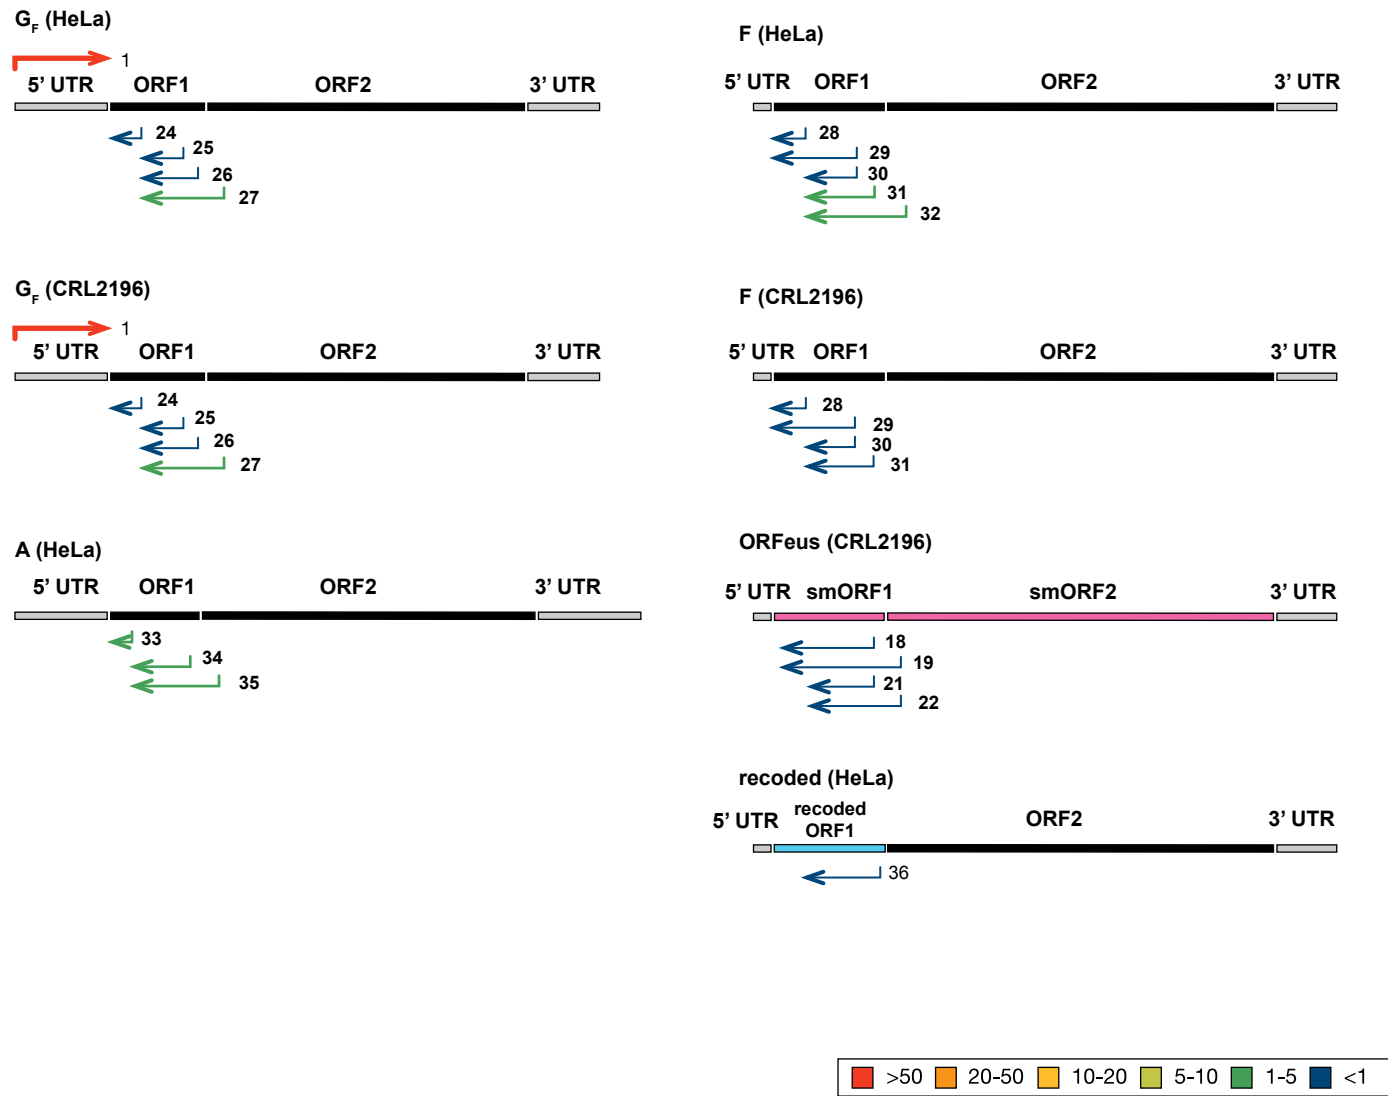 G_F (HeLa)
1
5’ UTR ORF1 ORF2 3’ UTR
24
25
26
27
G_F (CRL2196)
1
5’ UTR ORF1 ORF2 3’ UTR
24
25
26
27
A (HeLa)
5’ UTR ORF1 ORF2 3’ UTR
33
34
35
F (HeLa)
5’ UTR ORF1 ORF2 3’ UTR
28
29
30
31
32
F (CRL2196)
5’ UTR ORF1 ORF2 3’ UTR
28
29
30
31
ORFeus (CRL2196)
5’ UTR smORF1 smORF2 3’ UTR
18
19
21
22
recoded (HeLa)
5’ UTR recoded ORF2 3’ UTR
ORF1
36
>50 20-50 10-20 5-10 1-5 <1